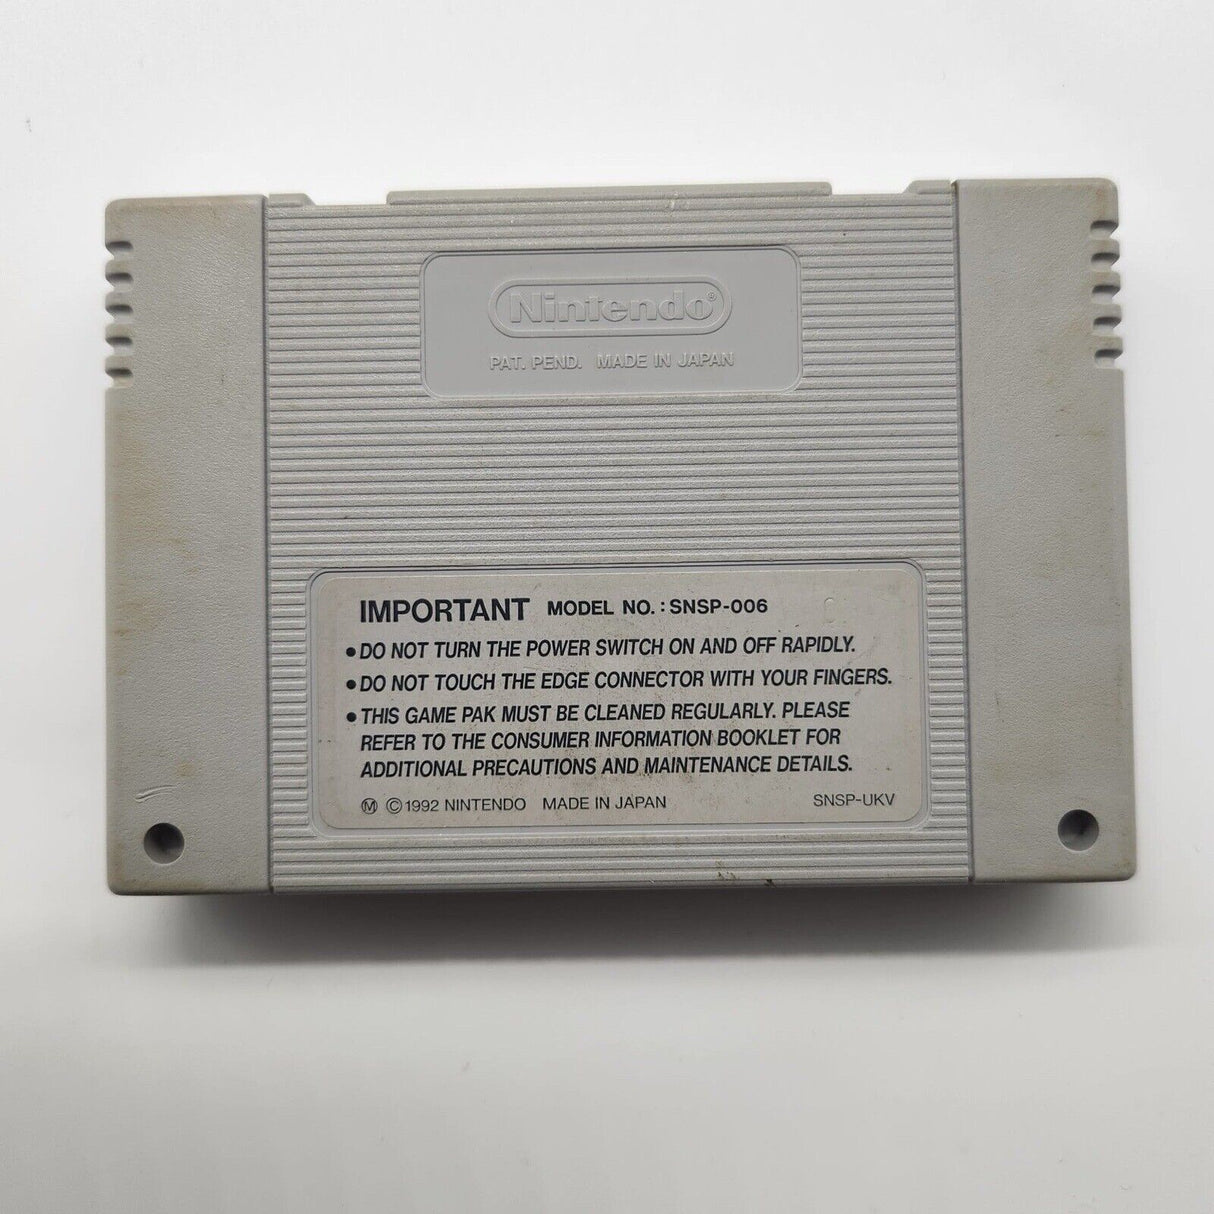 Nintendo®
PAT. PEND. MADE IN JAPAN
IMPORTANT MODEL NO.: SNSP-006
•DO NOT TURN THE POWER SWITCH ON AND OFF RAPIDLY.
•DO NOT TOUCH THE EDGE CONNECTOR WITH YOUR FINGERS.
•THIS GAME PAK MUST BE CLEANED REGULARLY. PLEASE
REFER TO THE CONSUMER INFORMATION BOOKLET FOR
ADDITIONAL PRECAUTIONS AND MAINTENANCE DETAILS.
Ⓜ ©1992 NINTENDO MADE IN JAPAN SNSP-UKV